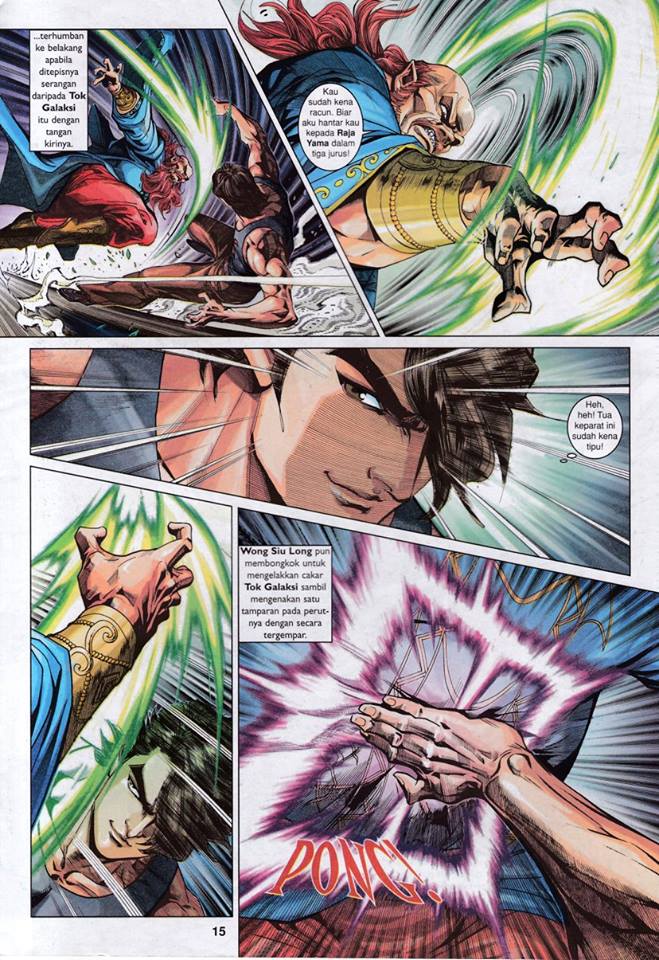 ...terhumban
ke belakang
apabila
ditepisnya
serangan
daripada Tok
Galaksi
itu dengan
tangan
kirinya.
Kau
sudah kena
racun. Biar
aku hantar kau
kepada Raja
Yama dalam
tiga jurus!
Heh,
heh! Tua
keparat ini
sudah kena
tipu!
Wong Siu Long pun
membongkok untuk
mengelakkan cakar
Tok Galaksi sambil
mengenakan satu
tamparan pada perut-
nya dengan secara
tergempar.
PONG!
15